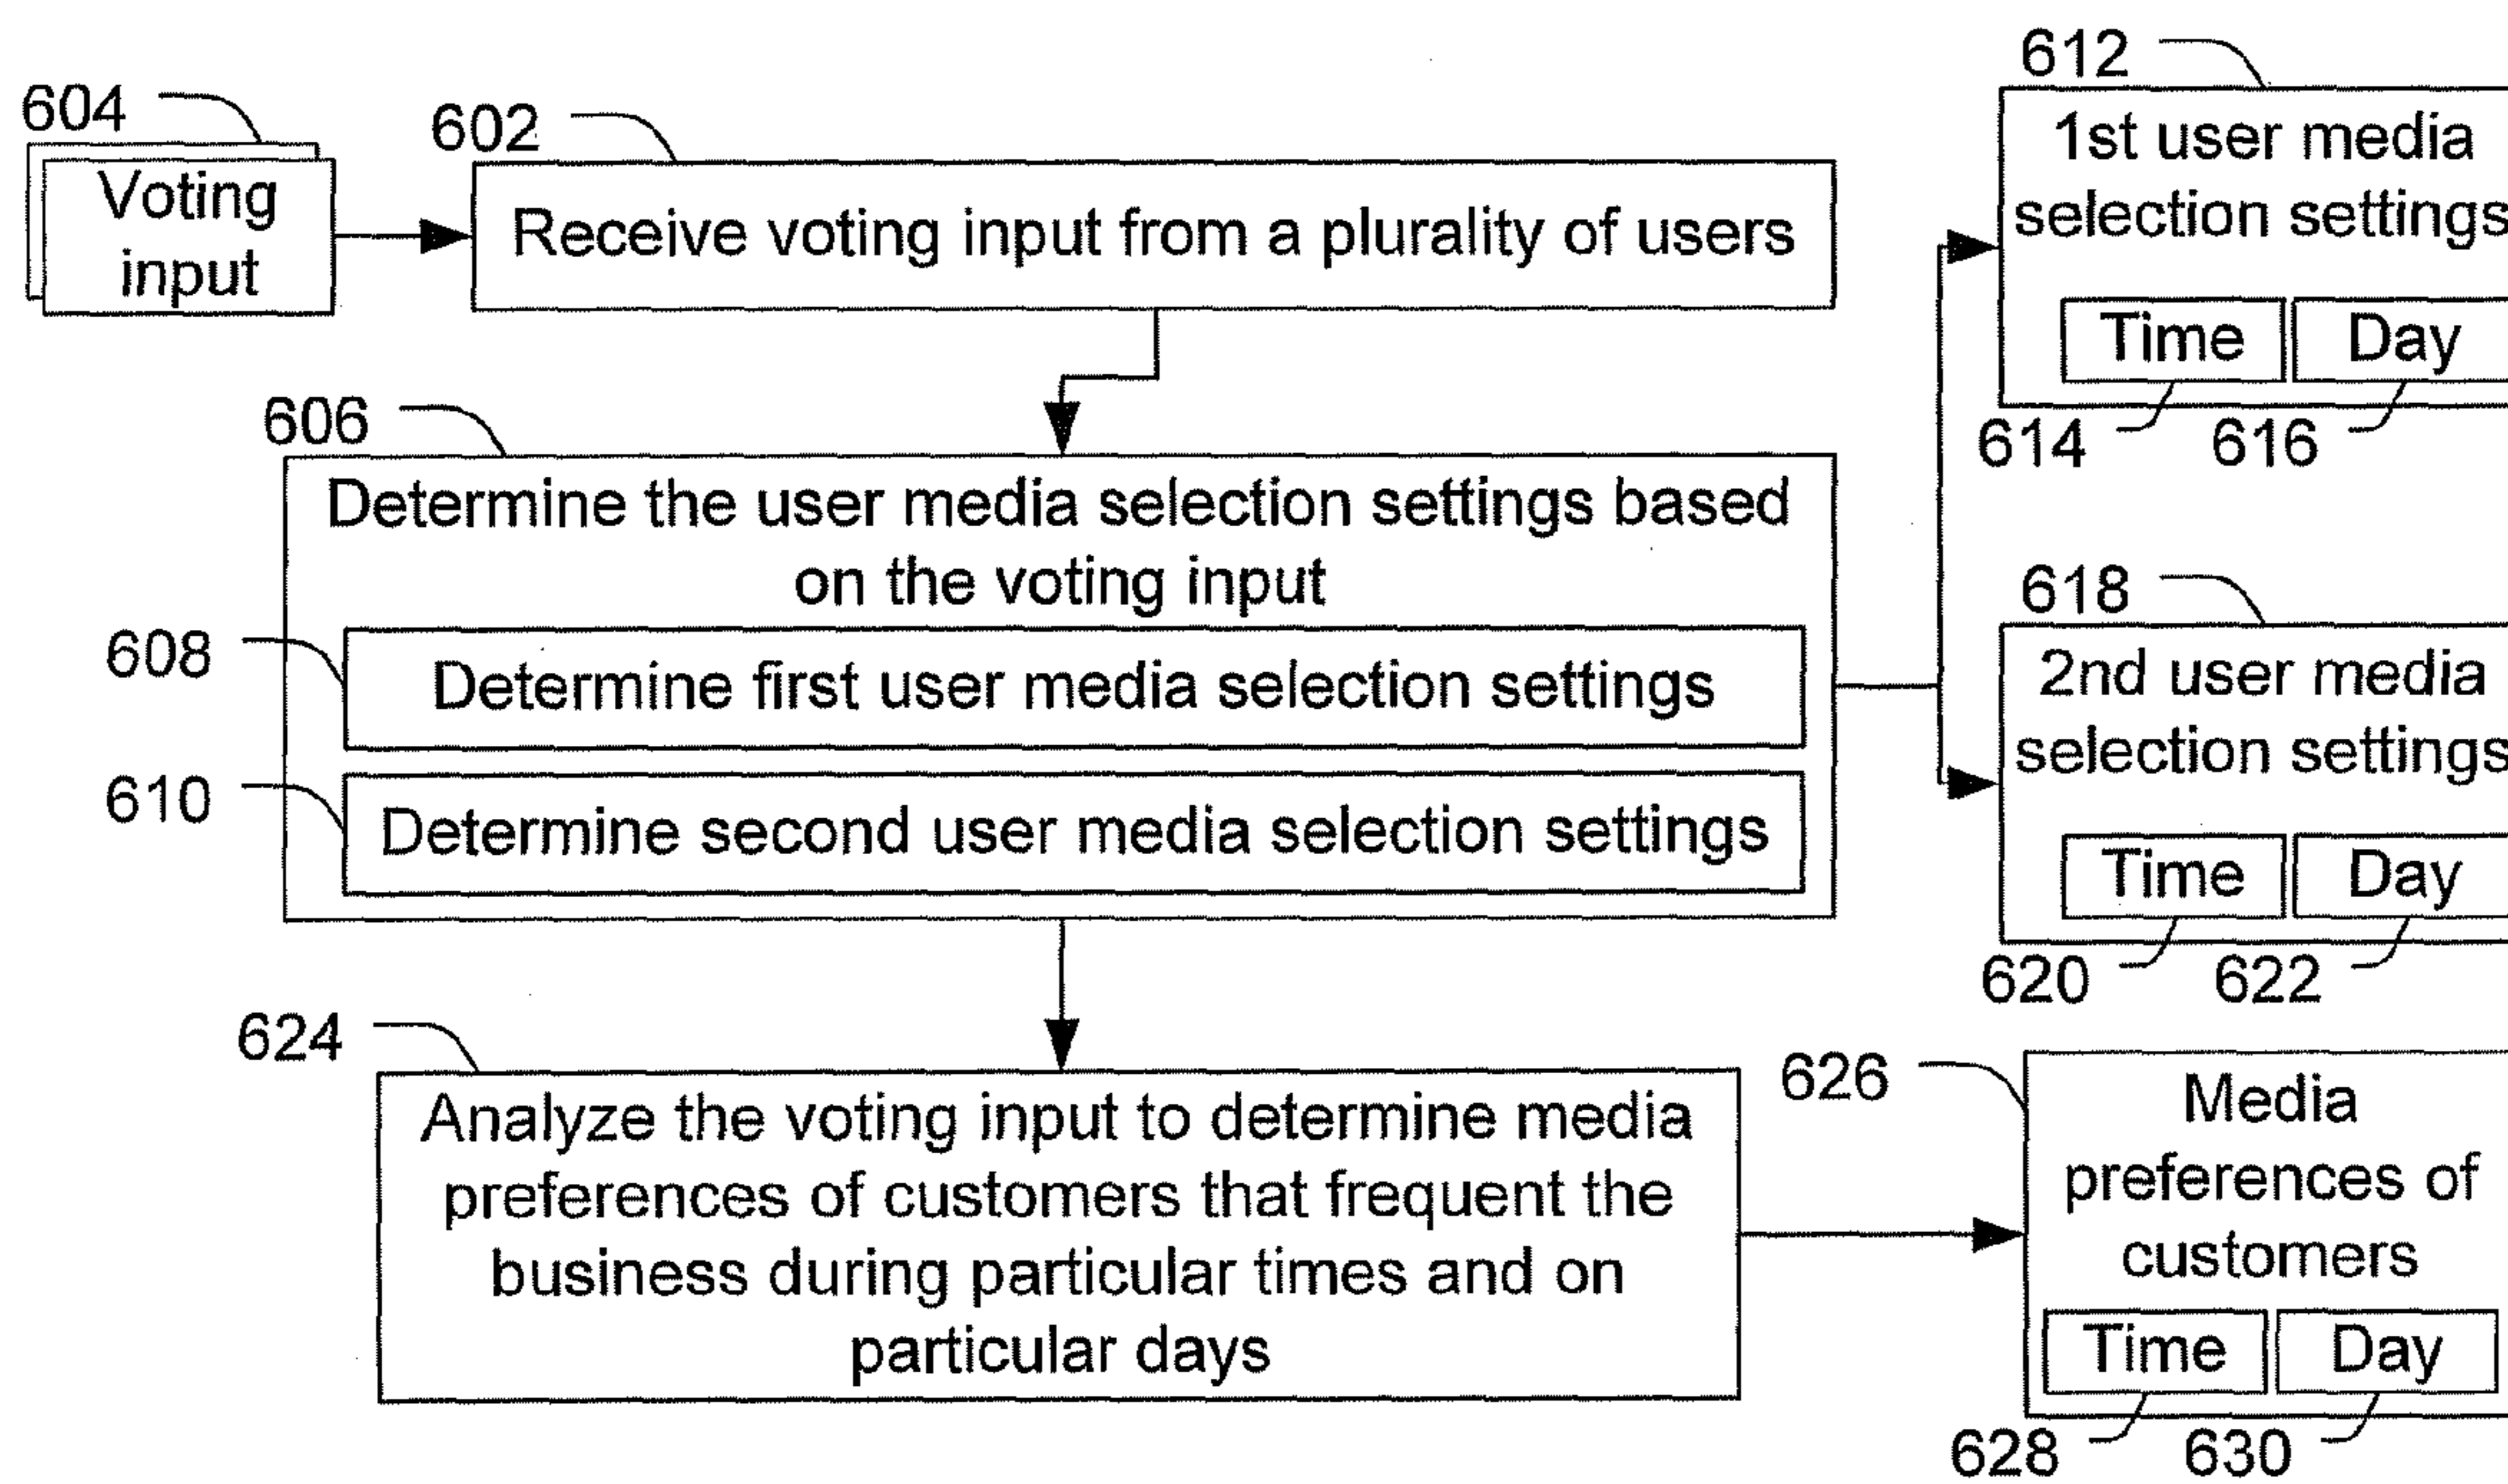 604
Voting
input
602
Receive voting input from a plurality of users
606
Determine the user media selection settings based
on the voting input
608
Determine first user media selection settings
610
Determine second user media selection settings
612
1st user media
selection settings
Time Day
614 616
618
2nd user media
selection settings
Time Day
620 622
624
Analyze the voting input to determine media
preferences of customers that frequent the
business during particular times and on
particular days
626
Media
preferences of
customers
Time Day
628 630